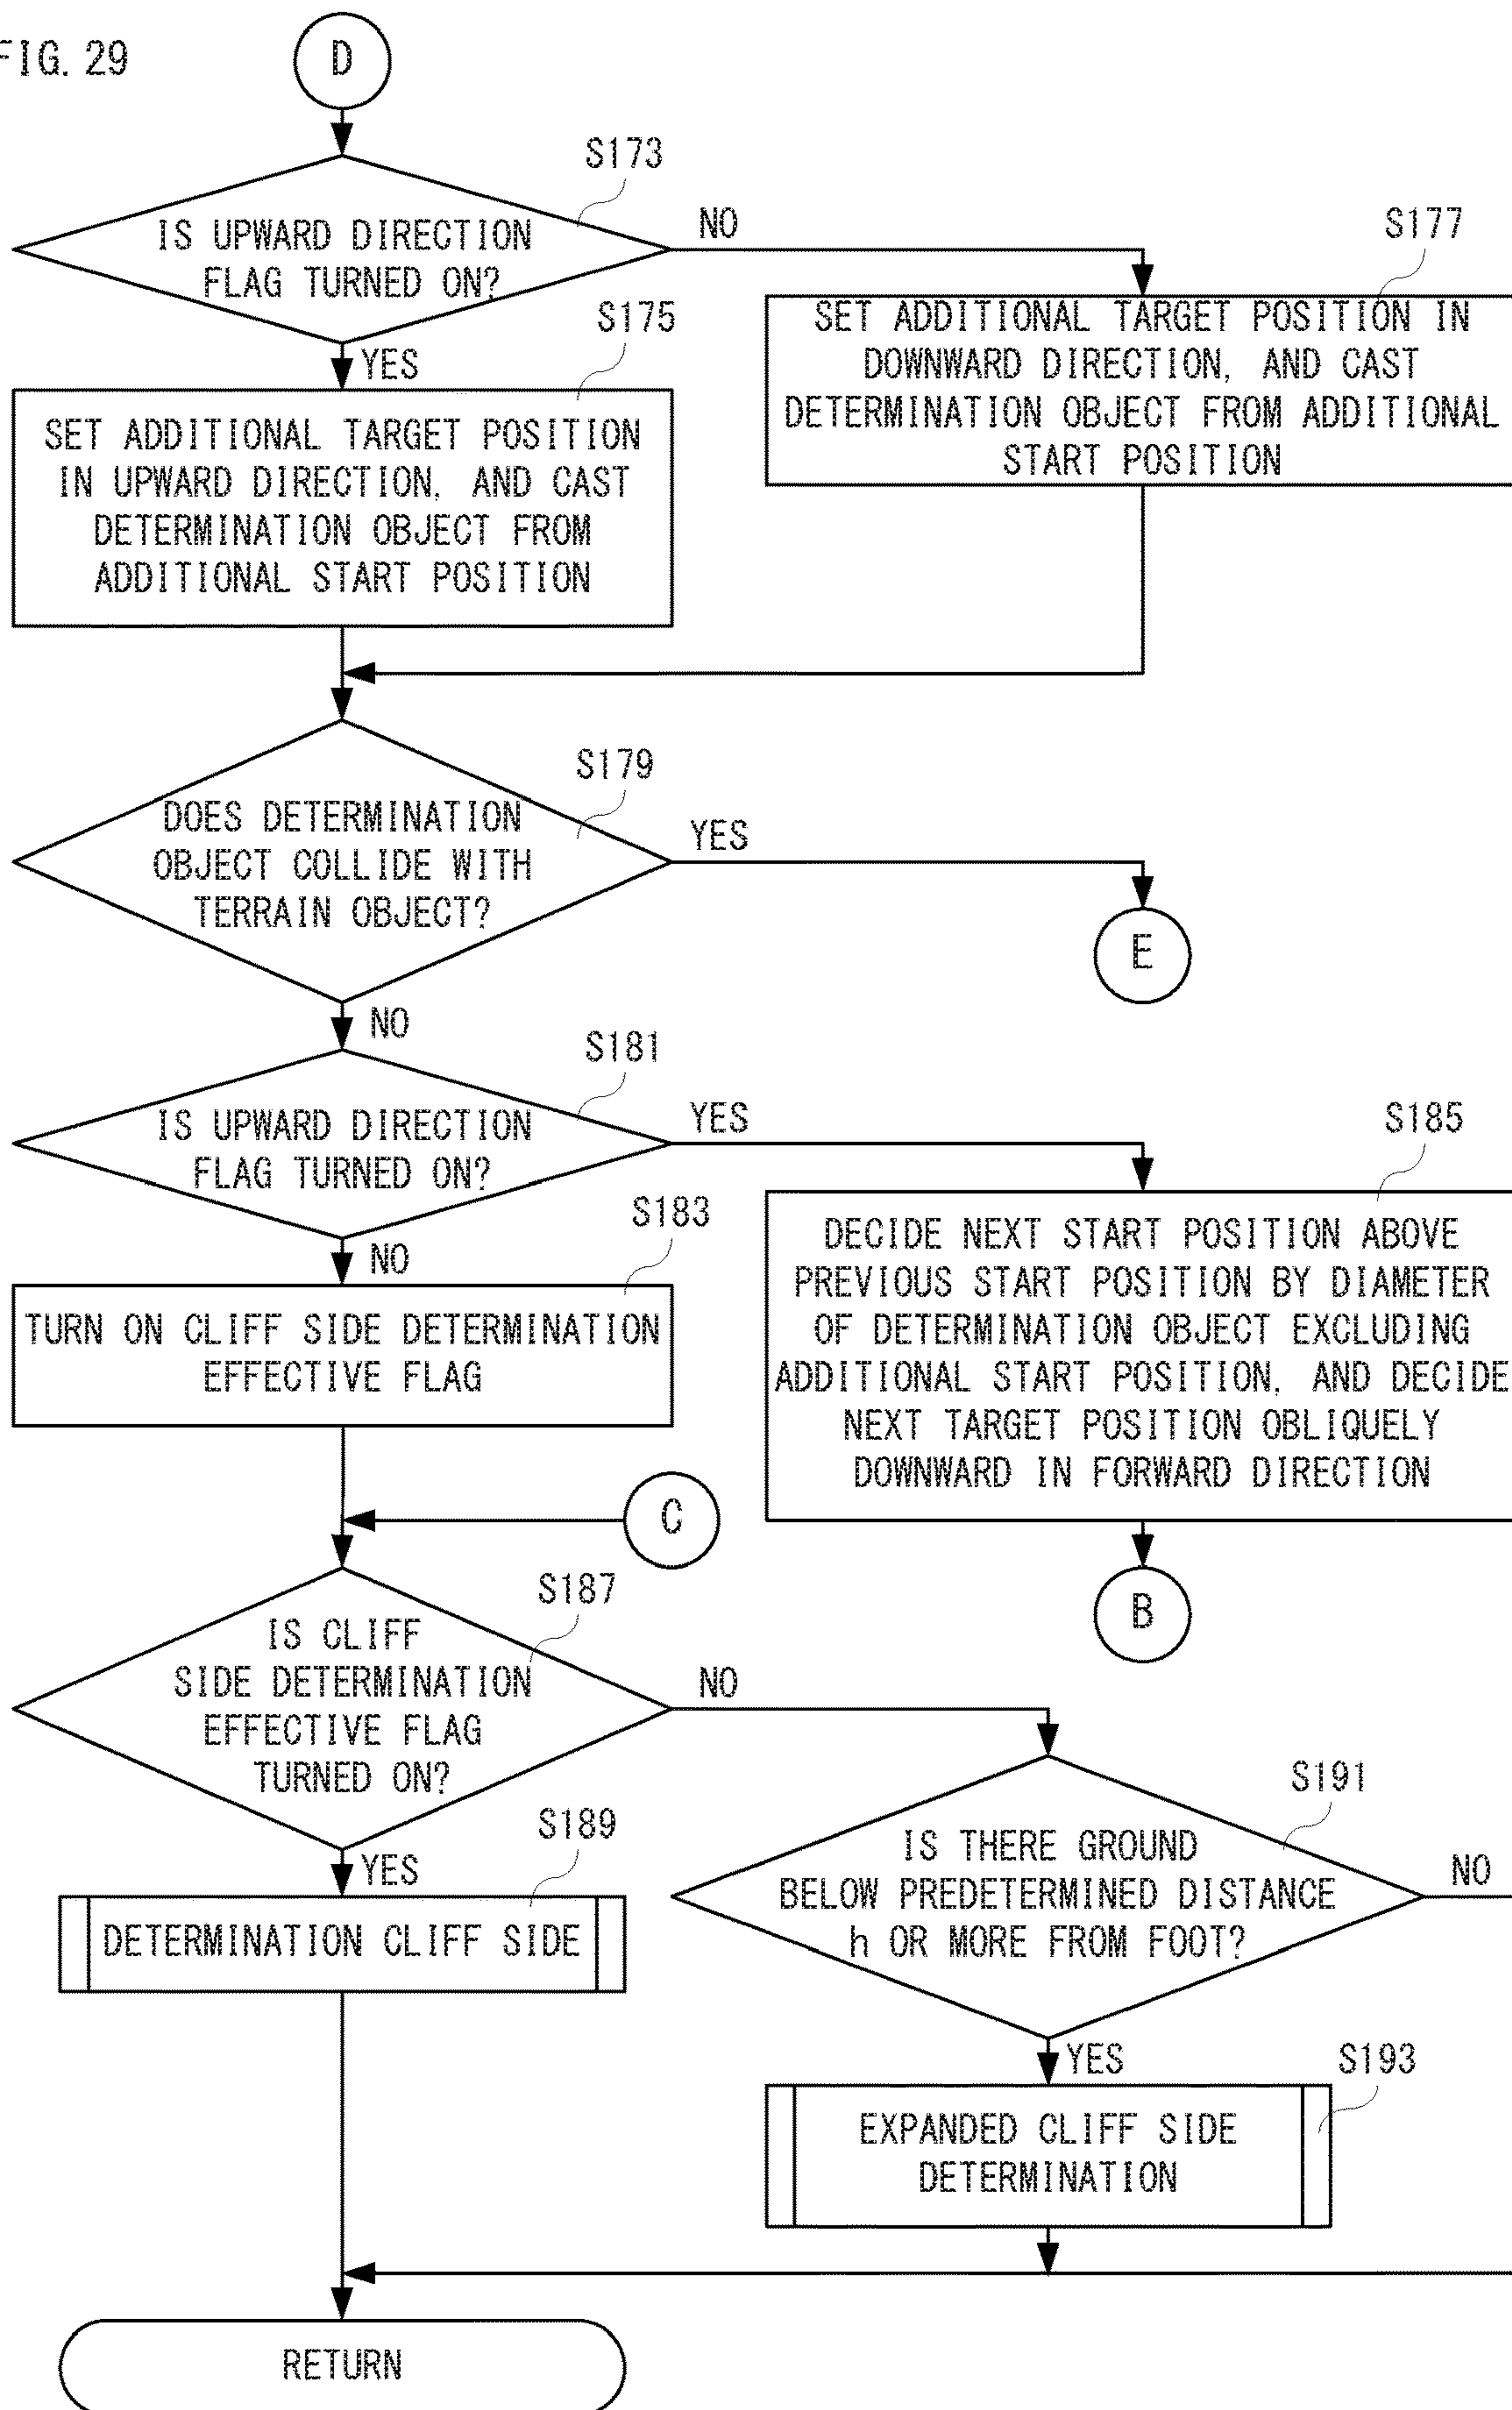 FIG. 29
D
S173
IS UPWARD DIRECTION
FLAG TURNED ON?
NO
YES
S177
SET ADDITIONAL TARGET POSITION IN
DOWNWARD DIRECTION, AND CAST
DETERMINATION OBJECT FROM ADDITIONAL
START POSITION
S175
SET ADDITIONAL TARGET POSITION
IN UPWARD DIRECTION, AND CAST
DETERMINATION OBJECT FROM
ADDITIONAL START POSITION
S179
DOES DETERMINATION
OBJECT COLLIDE WITH
TERRAIN OBJECT?
YES
E
NO
S181
IS UPWARD DIRECTION
FLAG TURNED ON?
YES
NO
S185
DECIDE NEXT START POSITION ABOVE
PREVIOUS START POSITION BY DIAMETER
OF DETERMINATION OBJECT EXCLUDING
ADDITIONAL START POSITION, AND DECIDE
NEXT TARGET POSITION OBLIQUELY
DOWNWARD IN FORWARD DIRECTION
B
S183
TURN ON CLIFF SIDE DETERMINATION
EFFECTIVE FLAG
C
S187
IS CLIFF
SIDE DETERMINATION
EFFECTIVE FLAG
TURNED ON?
NO
YES
S189
DETERMINATION CLIFF SIDE
S191
IS THERE GROUND
BELOW PREDETERMINED DISTANCE
h OR MORE FROM FOOT?
NO
YES
S193
EXPANDED CLIFF SIDE
DETERMINATION
RETURN